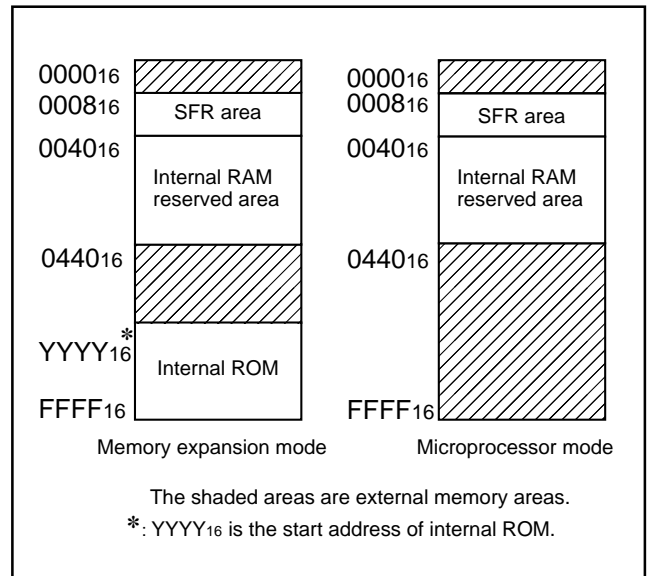 0000₁₆
0008₁₆
SFR area
0040₁₆
Internal RAM
reserved area
0440₁₆
YYYY₁₆*
Internal ROM
FFFF₁₆
Memory expansion mode
0000₁₆
0008₁₆
SFR area
0040₁₆
Internal RAM
reserved area
0440₁₆
FFFF₁₆
Microprocessor mode
The shaded areas are external memory areas.
*: YYYY₁₆ is the start address of internal ROM.